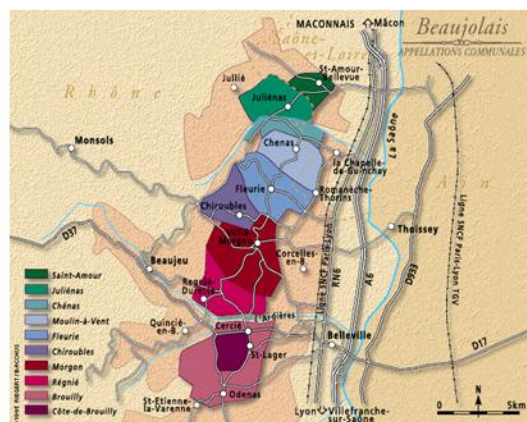 Beaujolais
APPELLATIONS COMMUNALES
MACONNAIS
Mâcon
Saône-
et-Loire
St-Amour-
Bellevue
Jullié
Juliénas
Rhône
Monsols
Chenas
la Chapelle-
de-Guinchay
La Saône
Ain
Fleurie
Romanèche-
Thorins
Chiroubles
Villié-
Morgon
Thoissey
Ligne SNCF Paris-Lyon TGV
D37
Beaujeu
Corcelles-
en-B.
Ligne SNCF Paris-Lyon
RN6
A6
D933
Régnié-
Durette
L'Ardières
Quincié-
en-B.
Cercié
Belleville
D17
St-Lager
St-Etienne-
la-Varenne
Odenas
Lyon
Villefranche-
sur-Saône
Saint-Amour
Juliénas
Chénas
Moulin-à-Vent
Fleurie
Chiroubles
Morgon
Régnié
Brouilly
Côte-de-Brouilly
N
0 5km